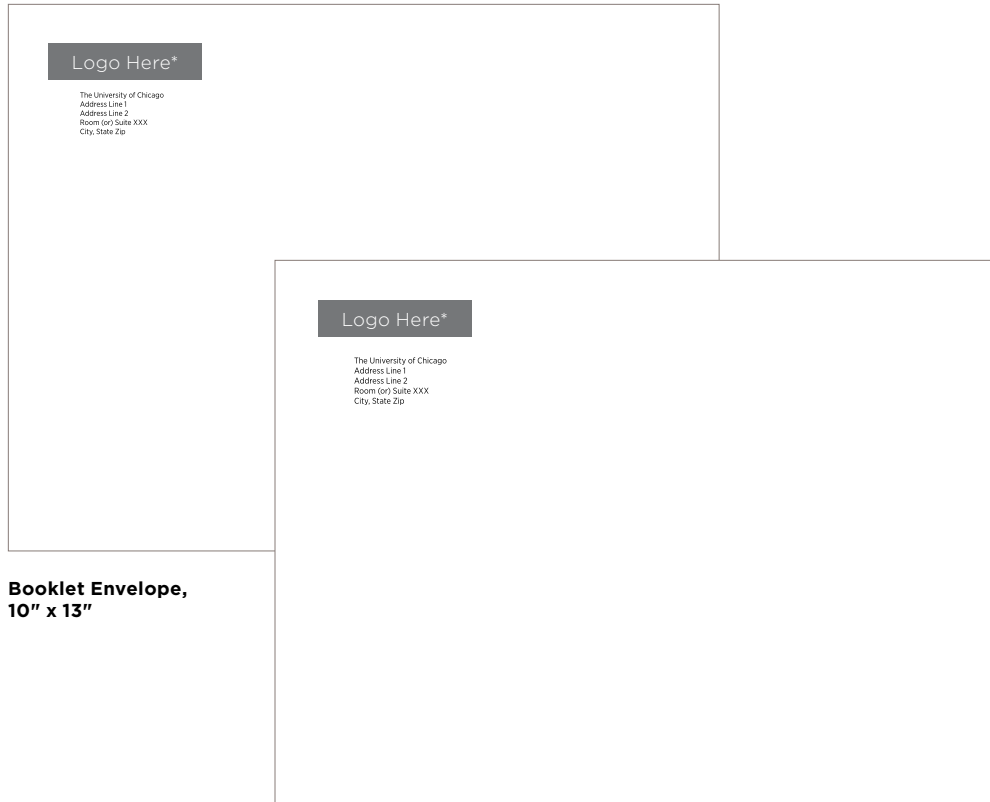 Logo Here*
The University of Chicago
Address Line 1
Address Line 2
Room (or) Suite XXX
City, State Zip
Logo Here*
The University of Chicago
Address Line 1
Address Line 2
Room (or) Suite XXX
City, State Zip
Booklet Envelope,
10" x 13"